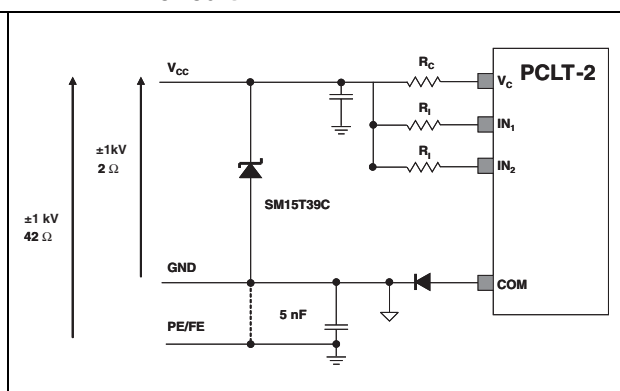 V_CC
R_C
V_C
PCLT-2
R_I
IN_1
±1kV
2 Ω
R_I
IN_2
SM15T39C
±1 kV
42 Ω
GND
COM
5 nF
PE/FE